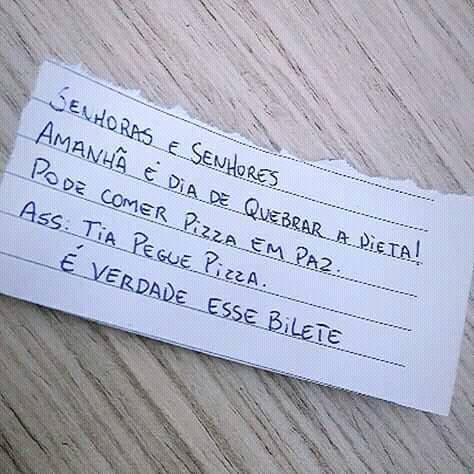 SENHORAS E SENHORES
AMANHÃ É DIA DE QUEBRAR A DIETA!
PODE COMER PIZZA EM PAZ.
ASS: TIA PEGUE PIZZA.
É VERDADE ESSE BILETE